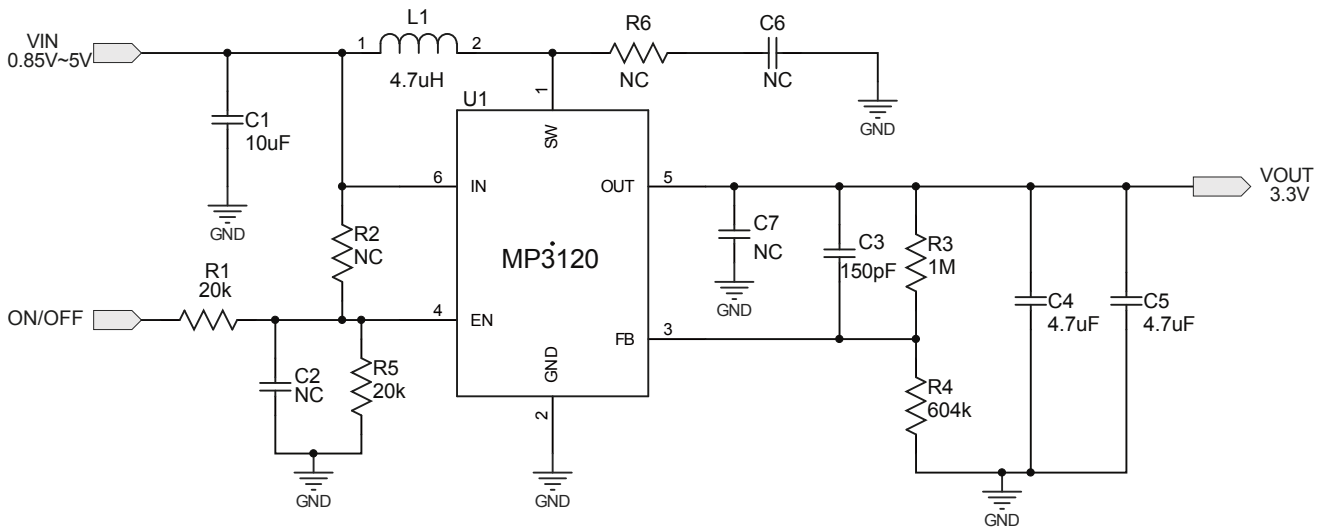 VIN
0.85V~5V
1
L1
2
4.7uH
R6
NC
C6
NC
GND
C1
10uF
GND
U1
1
SW
6
IN
OUT
5
VOUT
3.3V
R2
NC
MP3120
C7
NC
GND
C3
150pF
R3
1M
R1
20k
ON/OFF
4
EN
FB
3
C4
4.7uF
C5
4.7uF
C2
NC
R5
20k
GND
2
R4
604k
GND
GND
GND